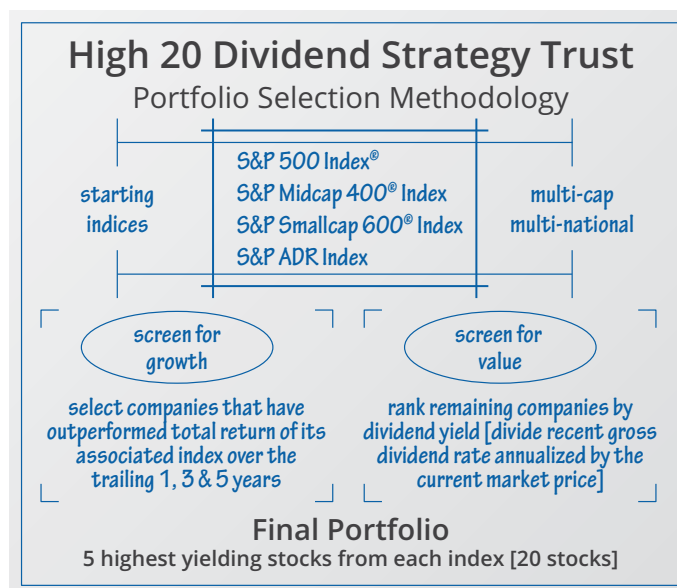 High 20 Dividend Strategy Trust
Portfolio Selection Methodology
starting
indices
S&P 500 Index®
S&P Midcap 400® Index
S&P Smallcap 600® Index
S&P ADR Index
multi-cap
multi-national
screen for
growth
select companies that have
outperformed total return of its
associated index over the
trailing 1, 3 & 5 years
screen for
value
rank remaining companies by
dividend yield [divide recent gross
dividend rate annualized by the
current market price]
Final Portfolio
5 highest yielding stocks from each index [20 stocks]